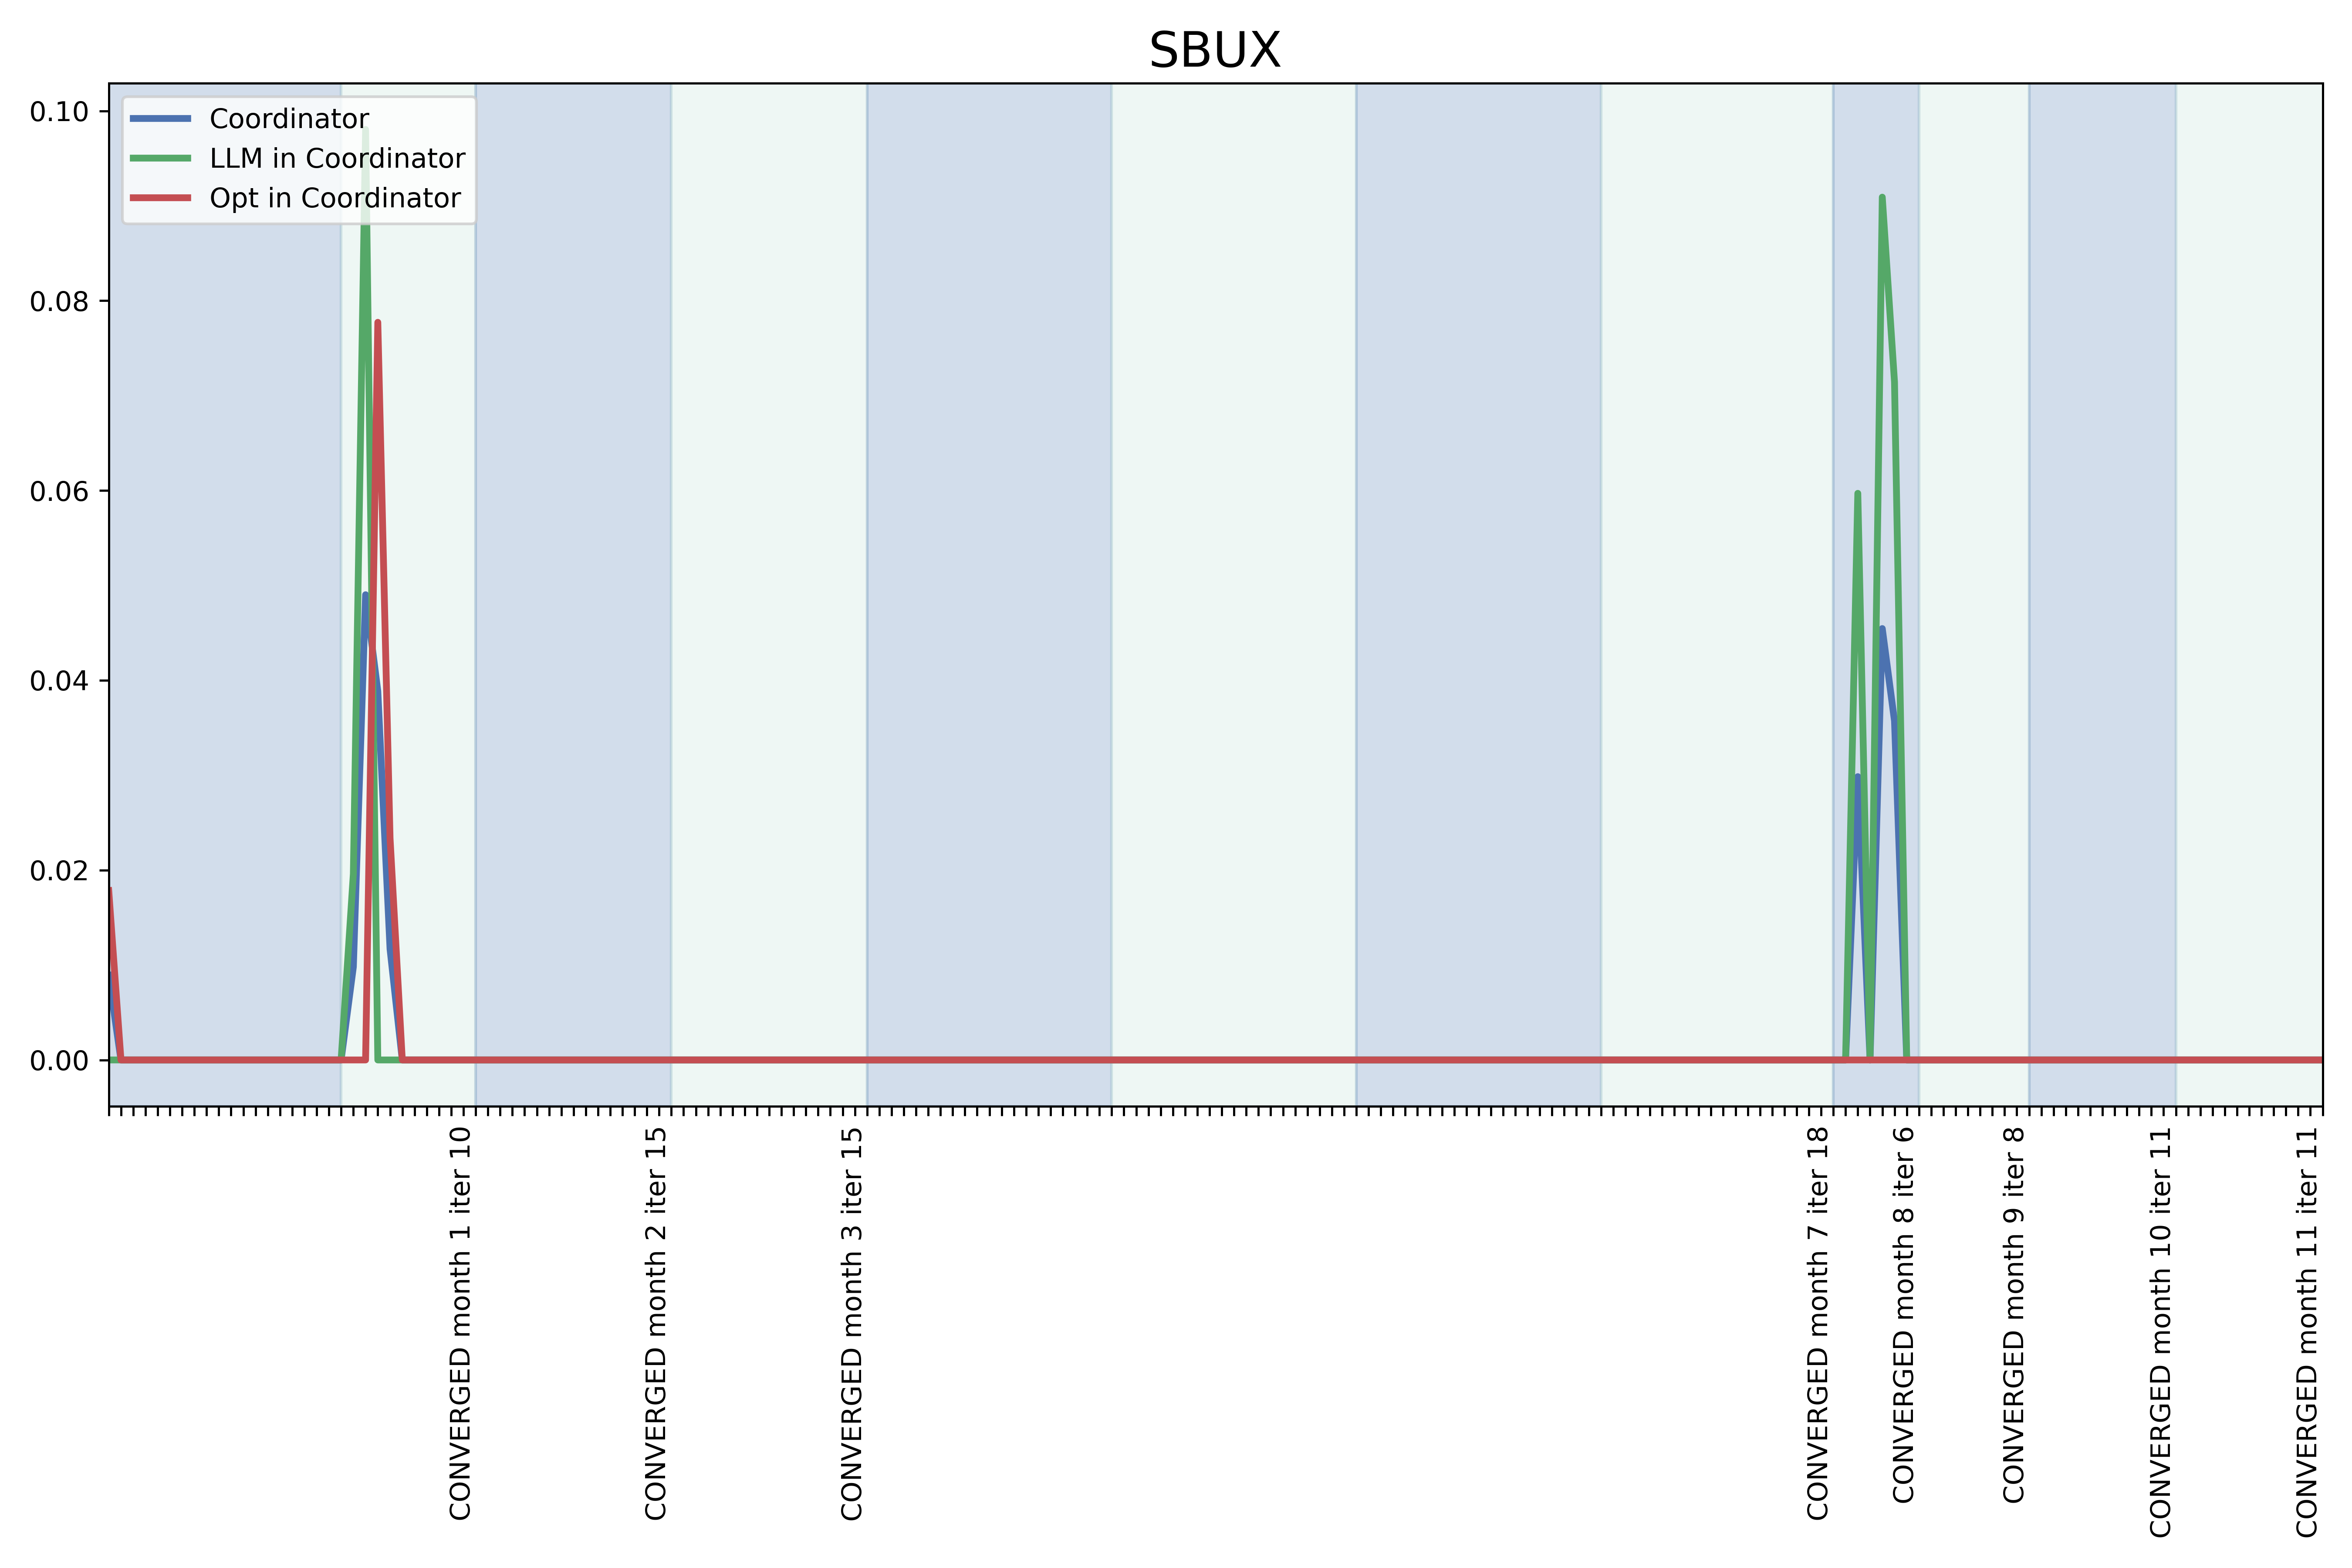 SBUX
Coordinator
LLM in Coordinator
Opt in Coordinator
0.10
0.08
0.06
0.04
0.02
0.00
CONVERGED month 1 iter 10
CONVERGED month 2 iter 15
CONVERGED month 3 iter 15
CONVERGED month 7 iter 18
CONVERGED month 8 iter 6
CONVERGED month 9 iter 8
CONVERGED month 10 iter 11
CONVERGED month 11 iter 11